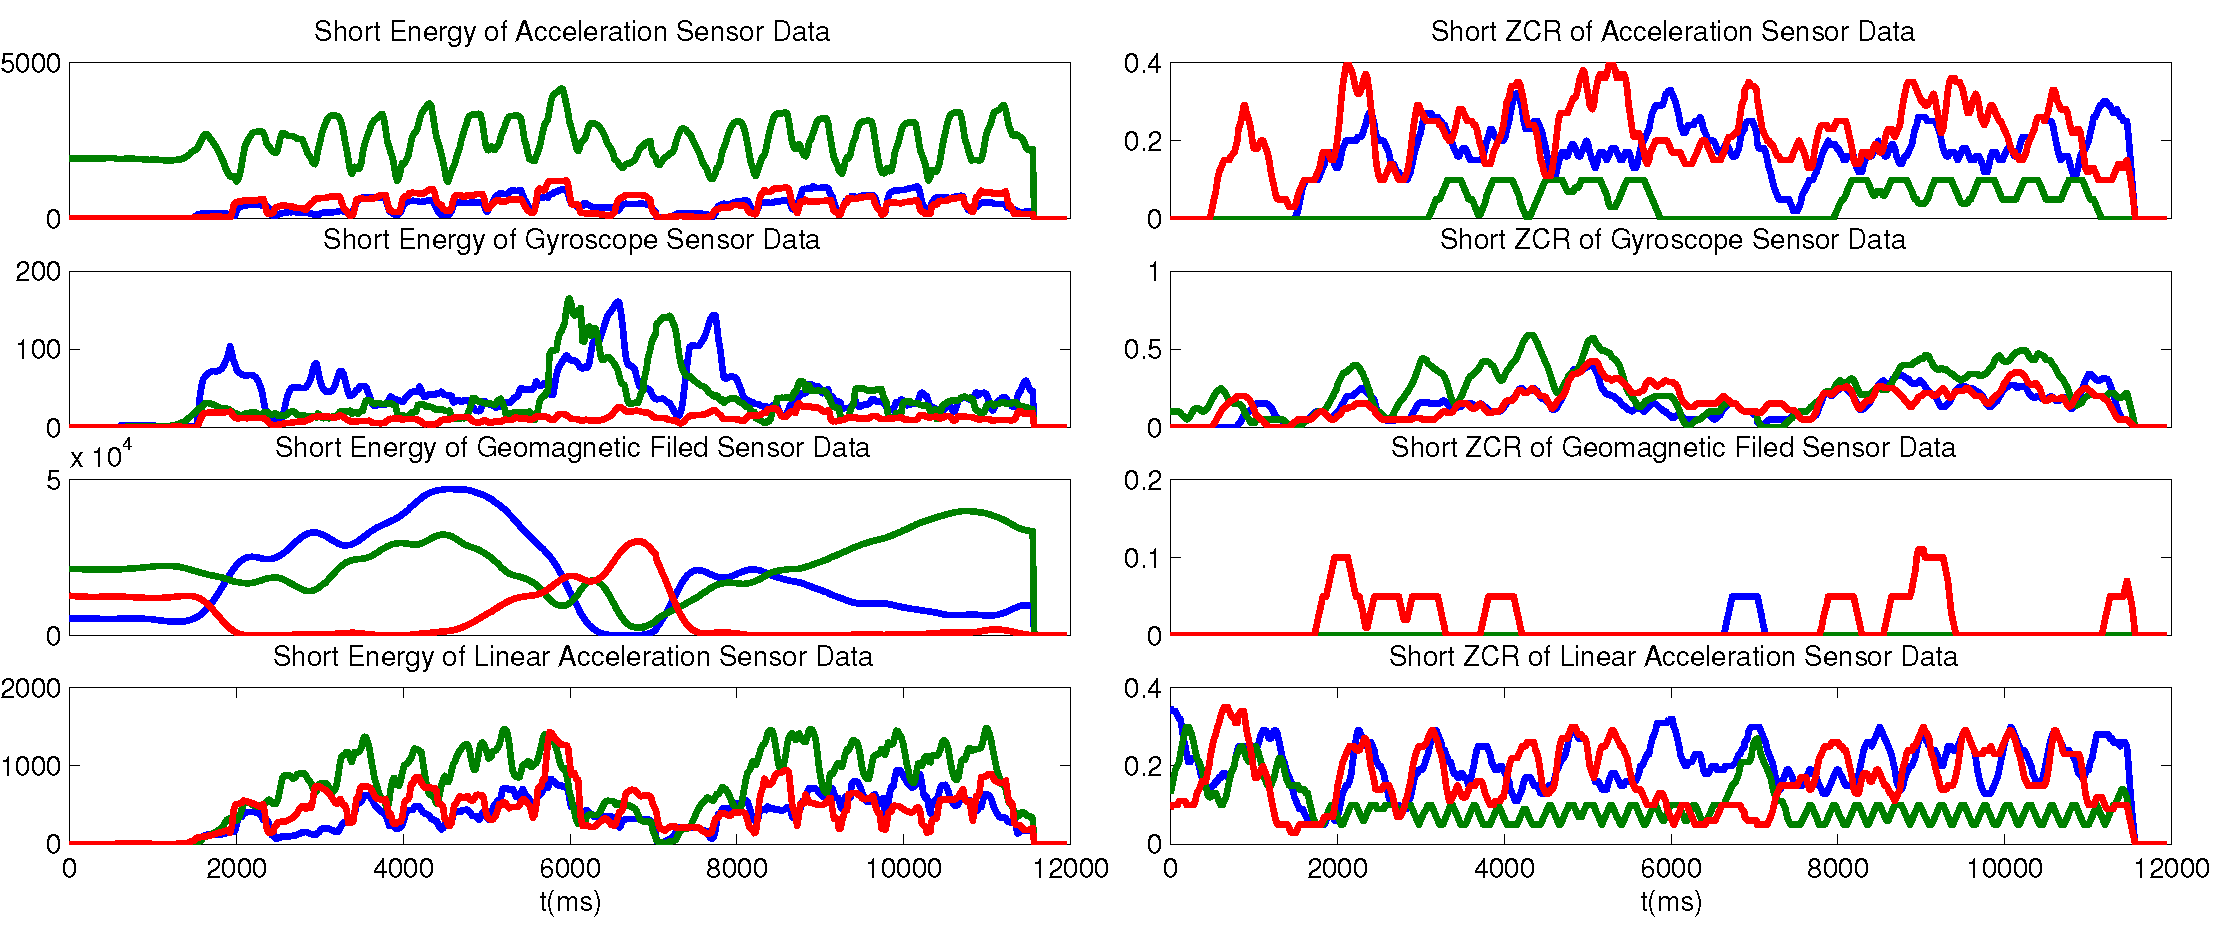 Short Energy of Acceleration Sensor Data
5000
0
Short Energy of Gyroscope Sensor Data
200
100
0
Short Energy of Geomagnetic Filed Sensor Data
x 10^4
5
0
Short Energy of Linear Acceleration Sensor Data
2000
1000
0
0 2000 4000 6000 8000 10000 12000
t(ms)
Short ZCR of Acceleration Sensor Data
0.4
0.2
0
Short ZCR of Gyroscope Sensor Data
1
0.5
0
Short ZCR of Geomagnetic Filed Sensor Data
0.2
0.1
0
Short ZCR of Linear Acceleration Sensor Data
0.4
0.2
0
0 2000 4000 6000 8000 10000 12000
t(ms)